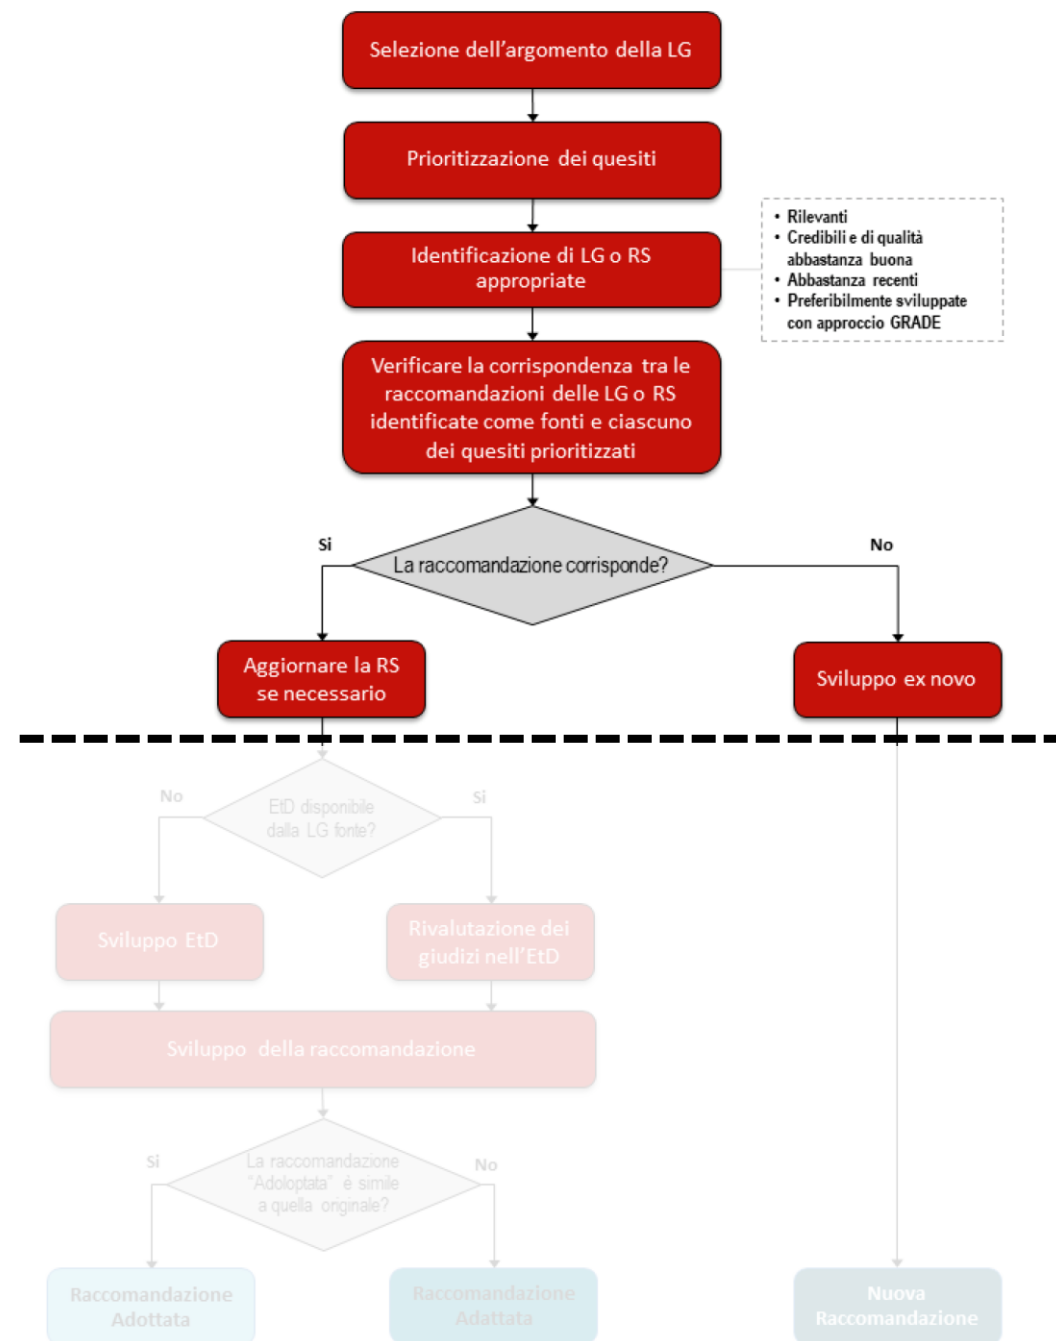 Selezione dell'argomento della LG
Prioritizzazione dei quesiti
Identificazione di LG o RS
appropriate
• Rilevanti
• Credibili e di qualità
abbastanza buona
• Abbastanza recenti
• Preferibilmente sviluppate
con approccio GRADE
Verificare la corrispondenza tra le
raccomandazioni delle LG o RS
identificate come fonti e ciascuno
dei quesiti prioritizzati
Si
No
La raccomandazione corrisponde?
Aggiornare la RS
se necessario
Sviluppo ex novo
No
Si
EtD disponibile
dalla LG fonte?
Sviluppo EtD
Rivalutazione dei
giudizi nell'EtD
Sviluppo della raccomandazione
Si
No
La raccomandazione
"Adoloptata" è simile
a quella originale?
Raccomandazione
Adottata
Raccomandazione
Adattata
Nuova
Raccomandazione